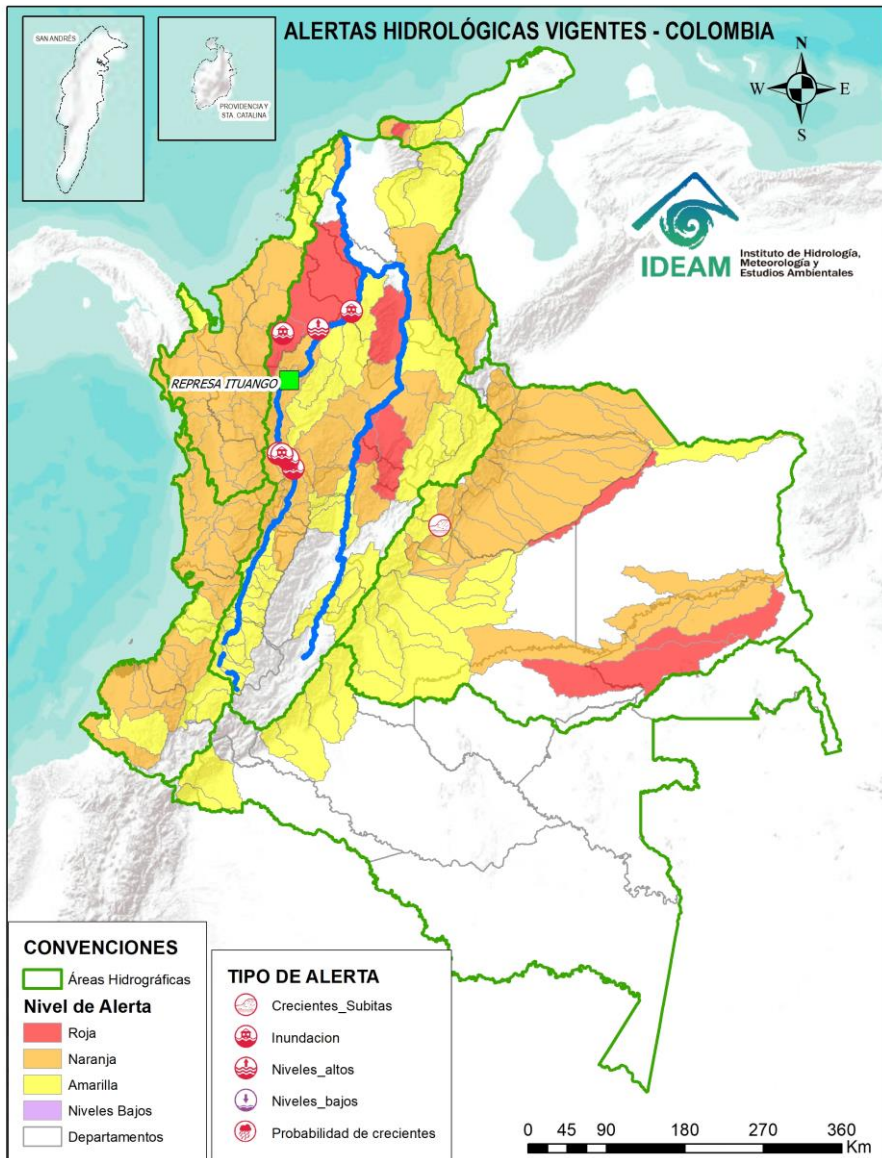 ALERTAS HIDROLÓGICAS VIGENTES - COLOMBIA
SAN ANDRÉS
PROVIDENCIA Y
STA. CATALINA
N
W
E
S
IDEAM
Instituto de Hidrología,
Meteorología y
Estudios Ambientales
REPRESA ITUANGO
CONVENCIONES
Áreas Hidrográficas
Nivel de Alerta
Roja
Naranja
Amarilla
Niveles Bajos
Departamentos
TIPO DE ALERTA
Crecientes_Subitas
Inundacion
Niveles_altos
Niveles_bajos
Probabilidad de crecientes
0 45 90 180 270 360
Km